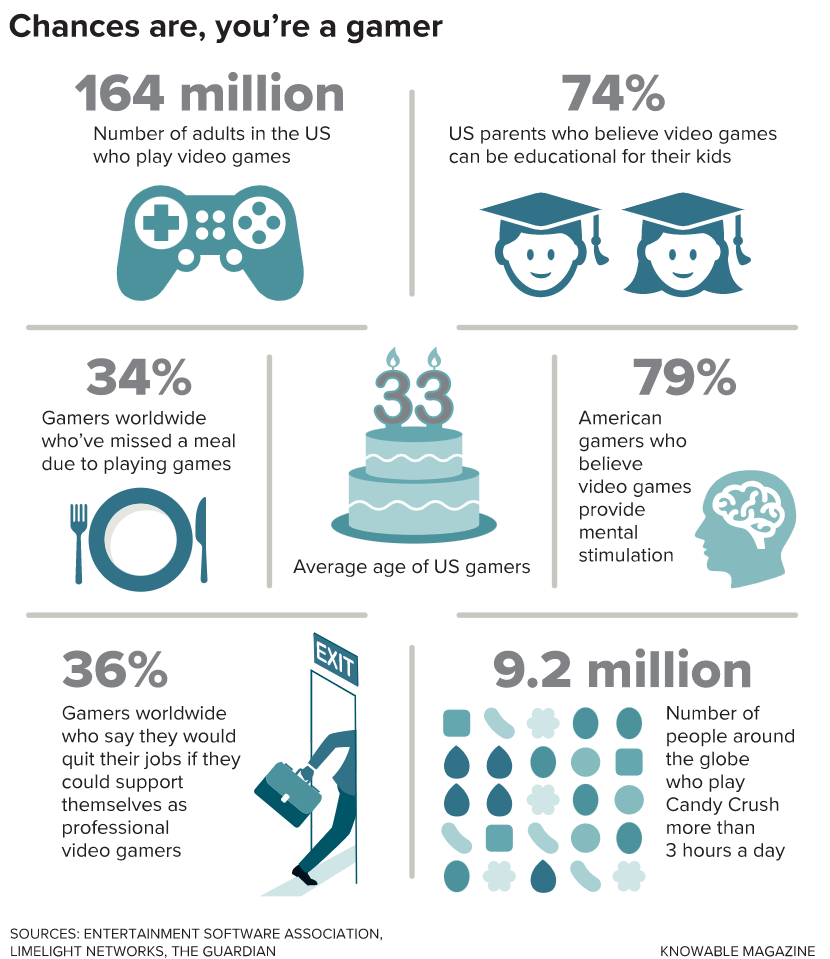 Chances are, you're a gamer
164 million
Number of adults in the US
who play video games
74%
US parents who believe video games
can be educational for their kids
34%
Gamers worldwide
who've missed a meal
due to playing games
33
Average age of US gamers
79%
American
gamers who
believe
video games
provide
mental
stimulation
36%
Gamers worldwide
who say they would
quit their jobs if they
could support
themselves as
professional
video gamers
EXIT
9.2 million
Number of
people around
the globe
who play
Candy Crush
more than
3 hours a day
SOURCES: ENTERTAINMENT SOFTWARE ASSOCIATION,
LIMELIGHT NETWORKS, THE GUARDIAN
KNOWABLE MAGAZINE